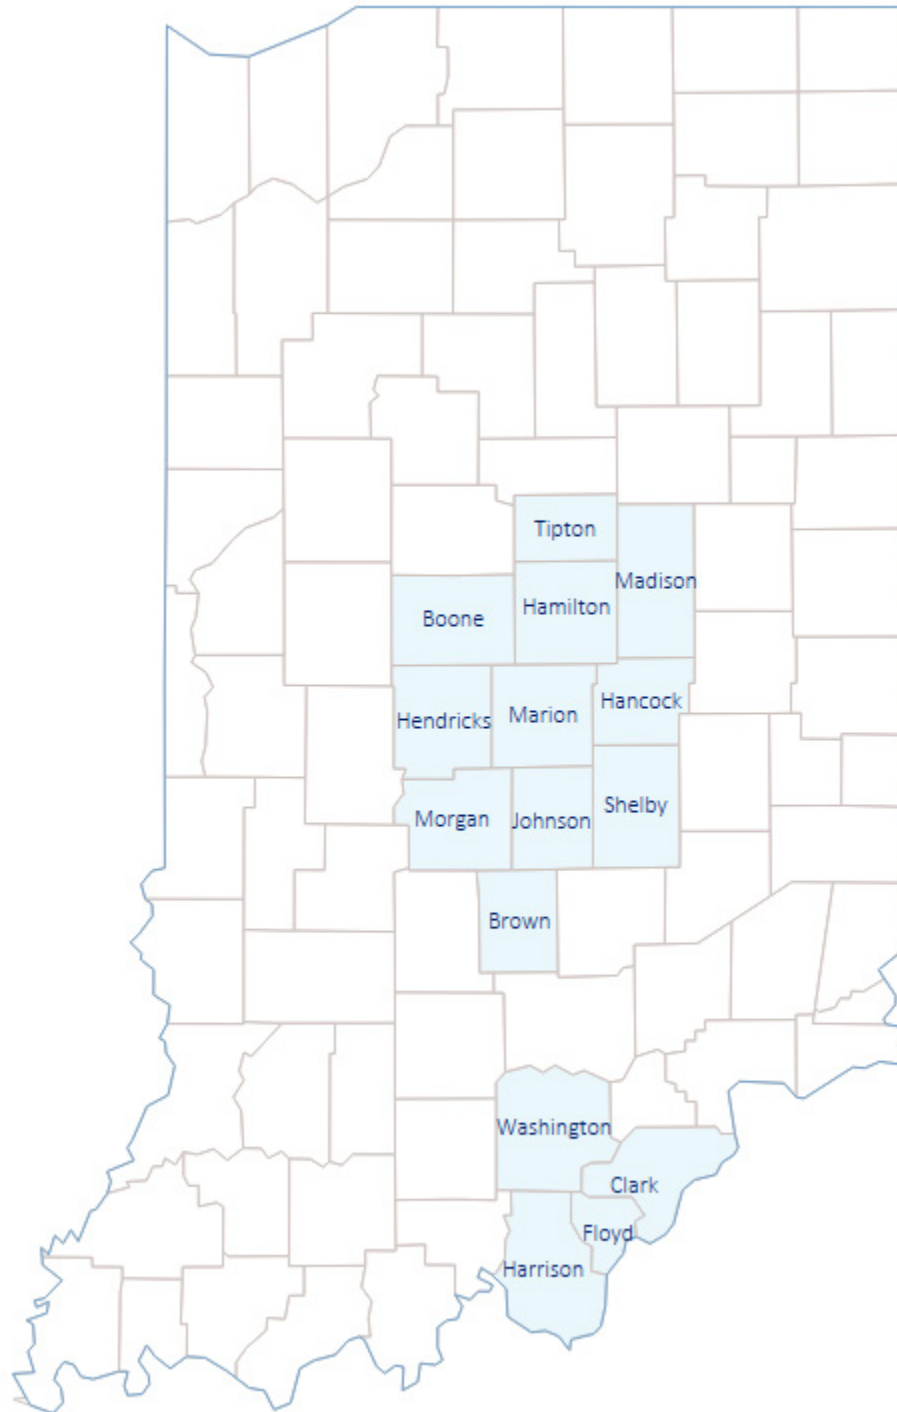 Tipton
Madison
Hamilton
Boone
Hancock
Marion
Hendricks
Shelby
Morgan
Johnson
Brown
Washington
Clark
Floyd
Harrison